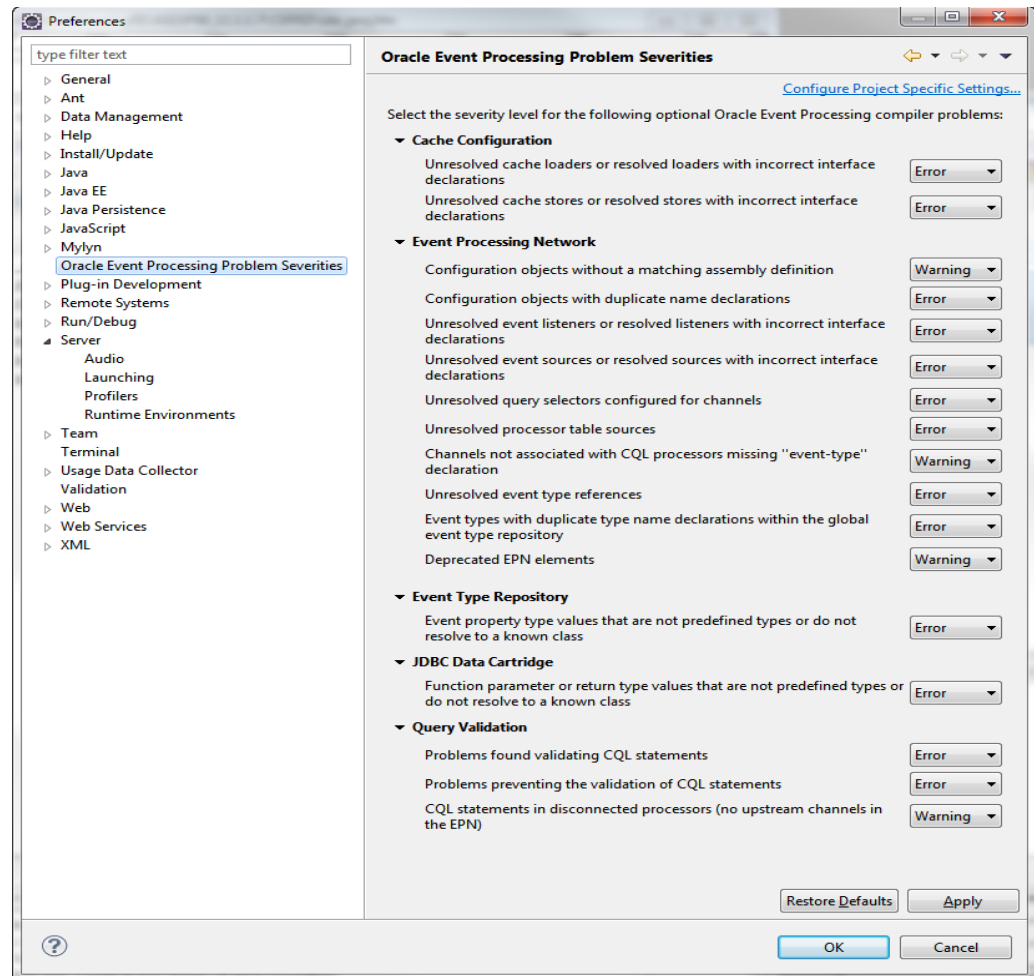 Preferences
type filter text
General
Ant
Data Management
Help
Install/Update
Java
Java EE
Java Persistence
JavaScript
Mylyn
Oracle Event Processing Problem Severities
Plug-in Development
Remote Systems
Run/Debug
Server
Audio
Launching
Profilers
Runtime Environments
Team
Terminal
Usage Data Collector
Validation
Web
Web Services
XML
Oracle Event Processing Problem Severities
Configure Project Specific Settings...
Select the severity level for the following optional Oracle Event Processing compiler problems:
Cache Configuration
Unresolved cache loaders or resolved loaders with incorrect interface
declarations
Error
Unresolved cache stores or resolved stores with incorrect interface
declarations
Error
Event Processing Network
Configuration objects without a matching assembly definition
Warning
Configuration objects with duplicate name declarations
Error
Unresolved event listeners or resolved listeners with incorrect interface
declarations
Error
Unresolved event sources or resolved sources with incorrect interface
declarations
Error
Unresolved query selectors configured for channels
Error
Unresolved processor table sources
Error
Channels not associated with CQL processors missing "event-type"
declaration
Warning
Unresolved event type references
Error
Event types with duplicate type name declarations within the global
event type repository
Error
Deprecated EPN elements
Warning
Event Type Repository
Event property type values that are not predefined types or do not
resolve to a known class
Error
JDBC Data Cartridge
Function parameter or return type values that are not predefined types or
do not resolve to a known class
Error
Query Validation
Problems found validating CQL statements
Error
Problems preventing the validation of CQL statements
Error
CQL statements in disconnected processors (no upstream channels in
the EPN)
Warning
Restore Defaults
Apply
?
OK
Cancel